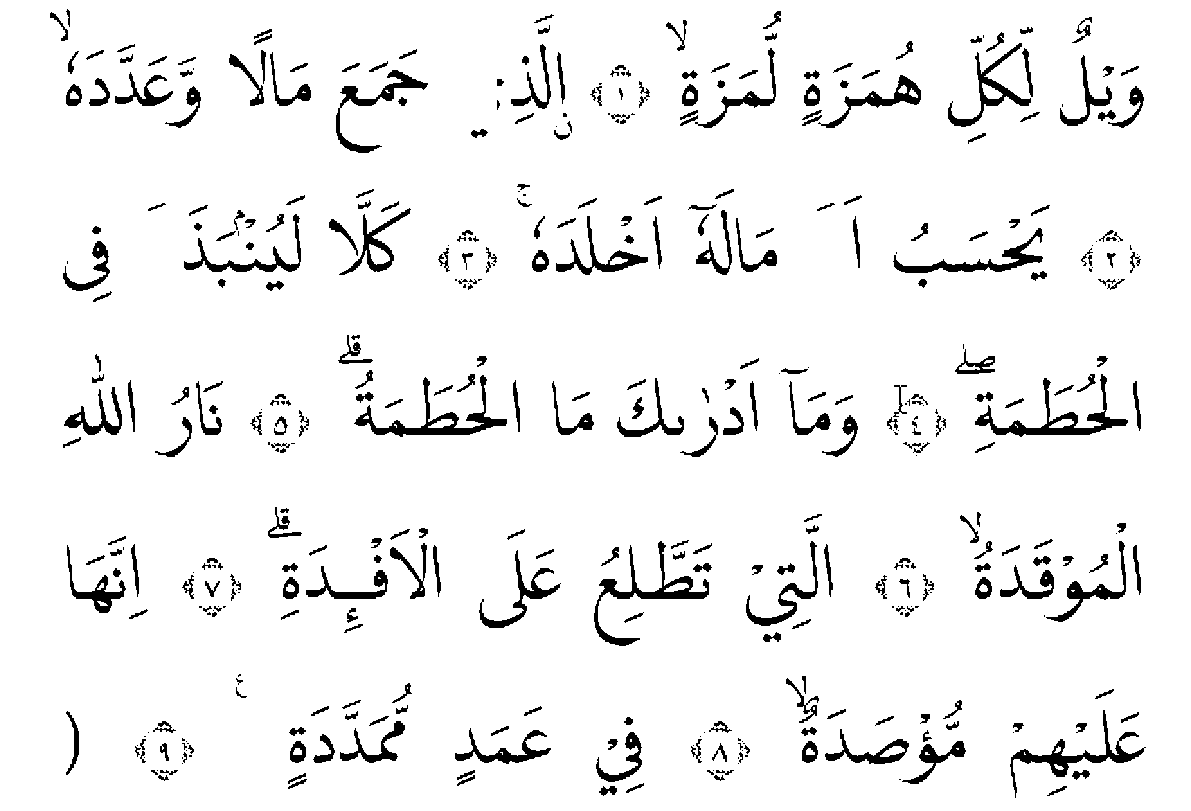 وَيْلٌ لِّكُلِّ هُمَزَةٍ لُّمَزَةٍۙ ١ ۨالَّذِيْ جَمَعَ مَالًا وَّعَدَّدَهٗۙ
٢ يَحْسَبُ اَ مَالَهٗٓ اَخْلَدَهٗۚ ٣ كَلَّا لَيُنْۢبَذَ فِى
الْحُطَمَةِۖ ٤ وَمَآ اَدْرٰىكَ مَا الْحُطَمَةُۗ ٥ نَارُ اللّٰهِ
الْمُوْقَدَةُۙ ٦ الَّتِيْ تَطَّلِعُ عَلَى الْاَفْـِٕدَةِۗ ٧ اِنَّهَا
عَلَيْهِمْ مُّؤْصَدَةٌۙ ٨ فِيْ عَمَدٍ مُّمَدَّدَةٍ ࣖ ٩ (